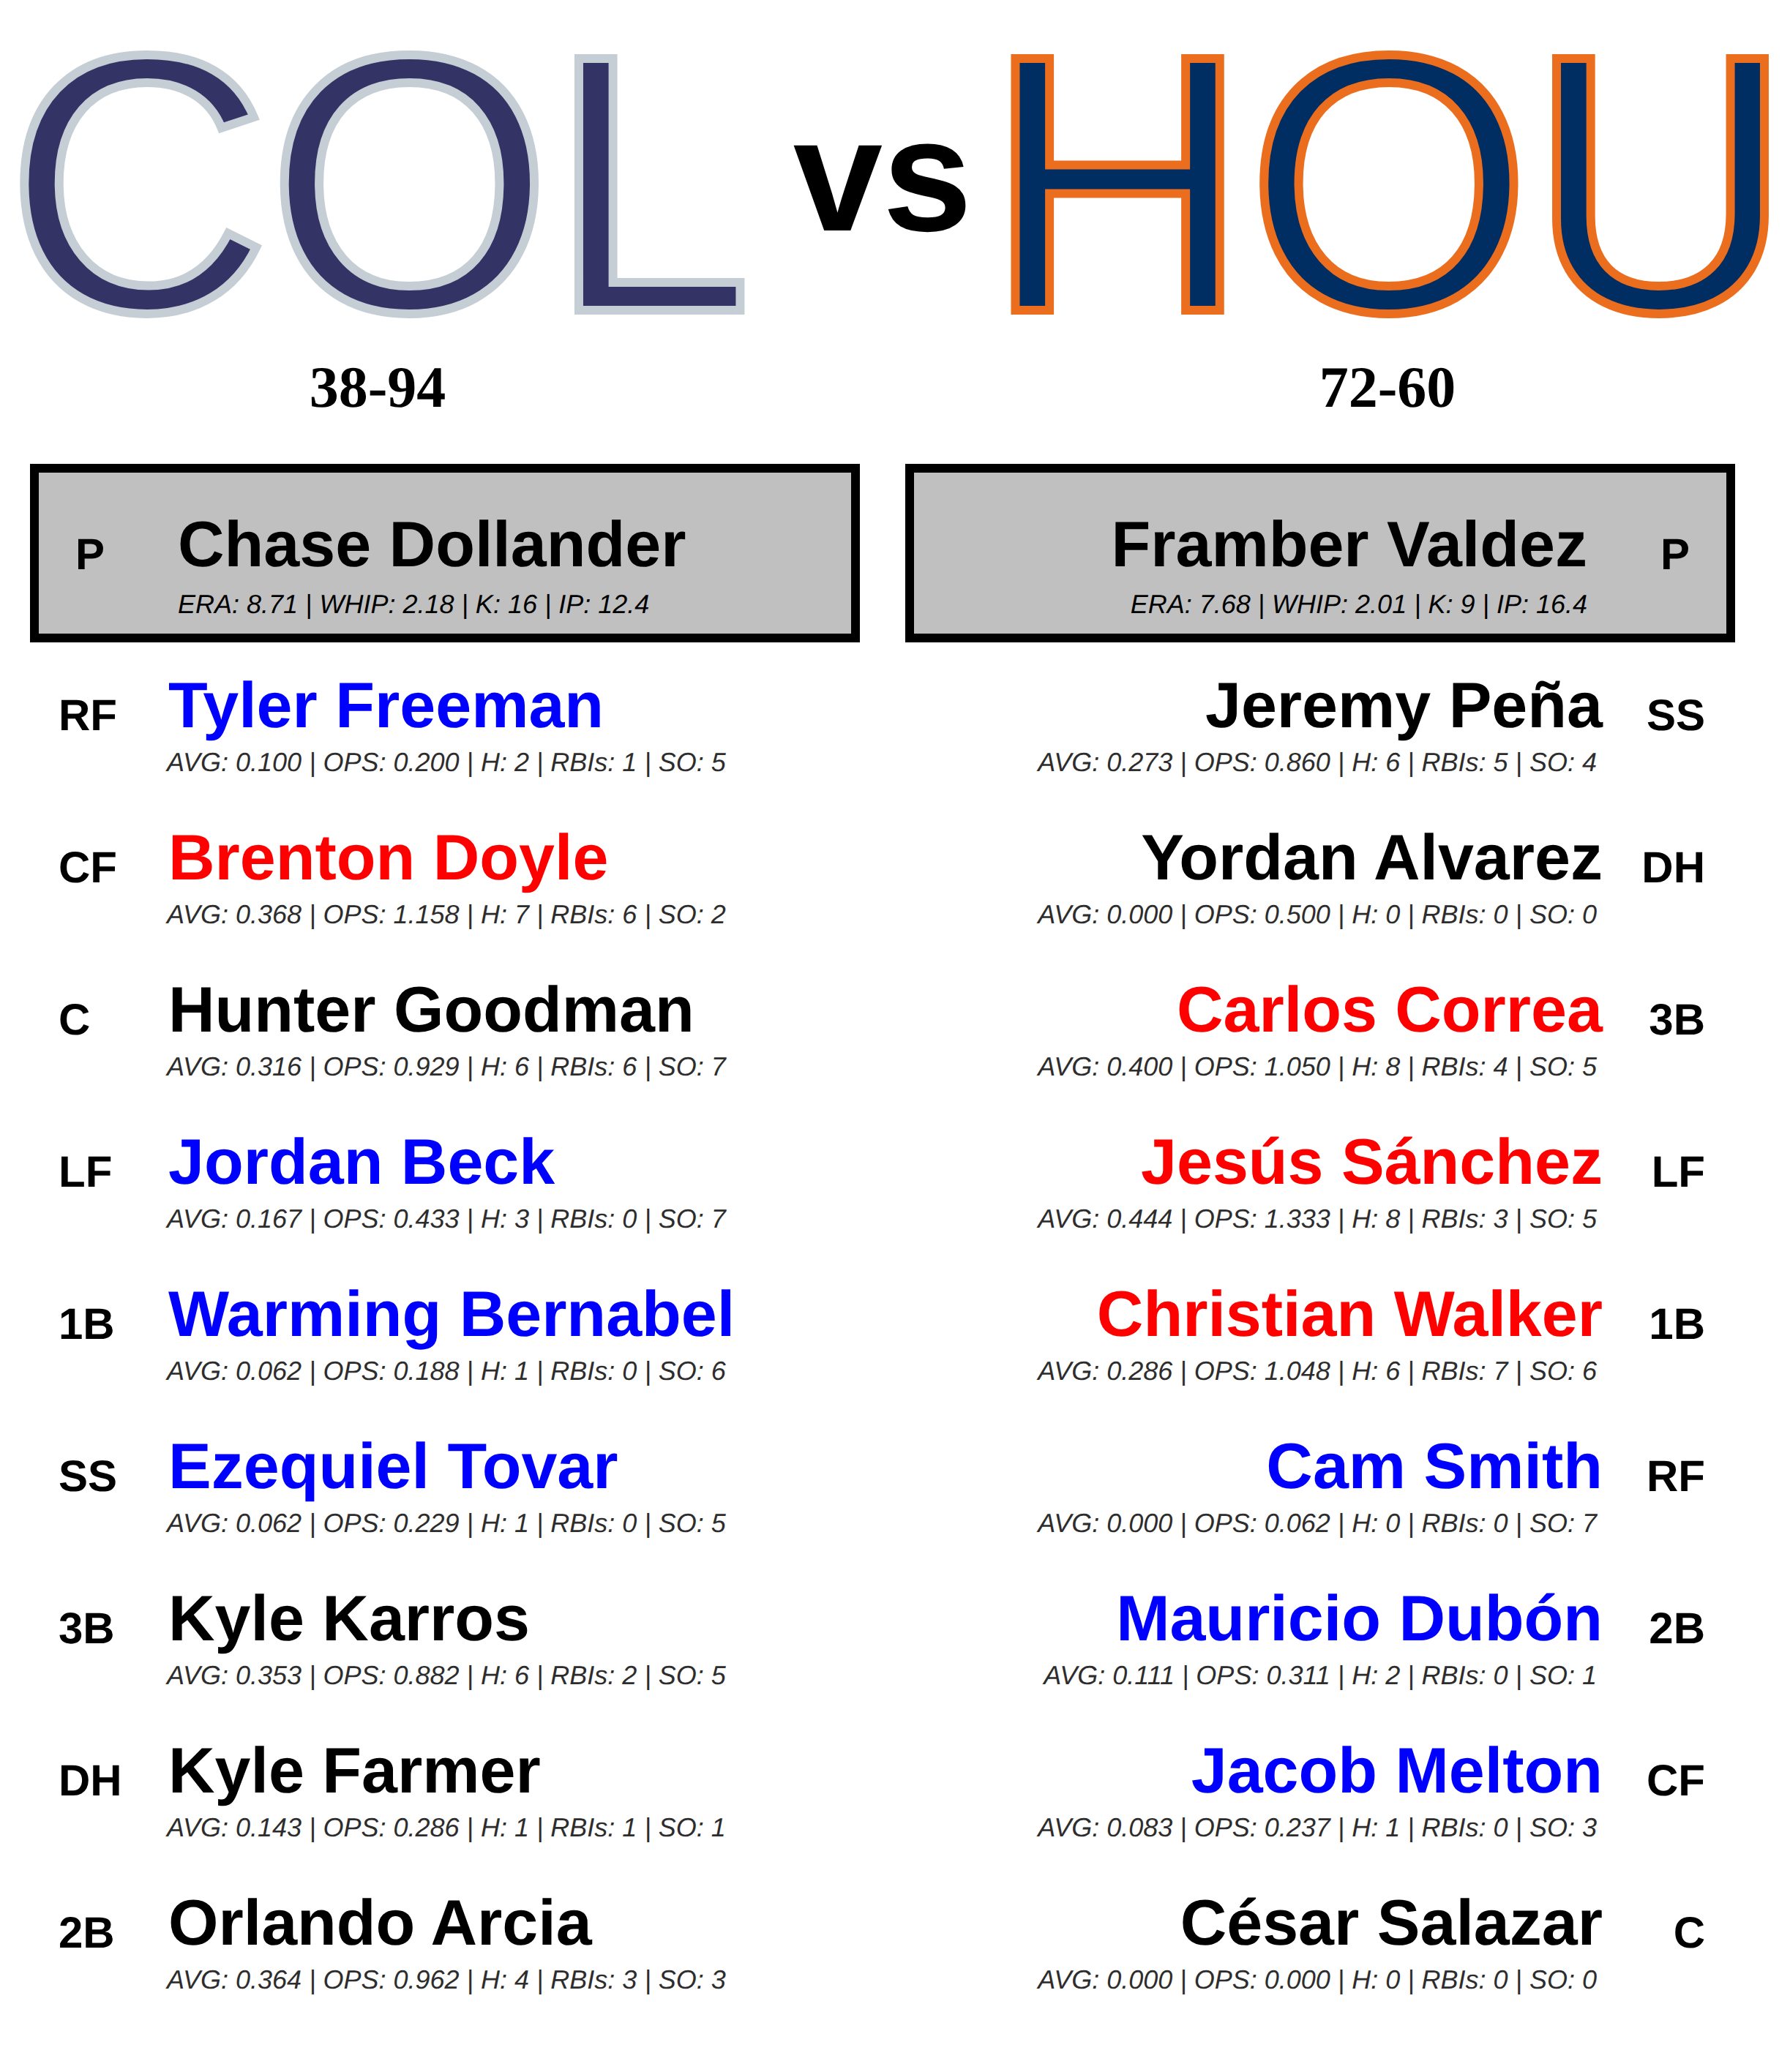 COL vs HOU
38-94
72-60
P Chase Dollander
ERA: 8.71 | WHIP: 2.18 | K: 16 | IP: 12.4
Framber Valdez P
ERA: 7.68 | WHIP: 2.01 | K: 9 | IP: 16.4
RF Tyler Freeman
AVG: 0.100 | OPS: 0.200 | H: 2 | RBIs: 1 | SO: 5
CF Brenton Doyle
AVG: 0.368 | OPS: 1.158 | H: 7 | RBIs: 6 | SO: 2
C Hunter Goodman
AVG: 0.316 | OPS: 0.929 | H: 6 | RBIs: 6 | SO: 7
LF Jordan Beck
AVG: 0.167 | OPS: 0.433 | H: 3 | RBIs: 0 | SO: 7
1B Warming Bernabel
AVG: 0.062 | OPS: 0.188 | H: 1 | RBIs: 0 | SO: 6
SS Ezequiel Tovar
AVG: 0.062 | OPS: 0.229 | H: 1 | RBIs: 0 | SO: 5
3B Kyle Karros
AVG: 0.353 | OPS: 0.882 | H: 6 | RBIs: 2 | SO: 5
DH Kyle Farmer
AVG: 0.143 | OPS: 0.286 | H: 1 | RBIs: 1 | SO: 1
2B Orlando Arcia
AVG: 0.364 | OPS: 0.962 | H: 4 | RBIs: 3 | SO: 3
Jeremy Peña SS
AVG: 0.273 | OPS: 0.860 | H: 6 | RBIs: 5 | SO: 4
Yordan Alvarez DH
AVG: 0.000 | OPS: 0.500 | H: 0 | RBIs: 0 | SO: 0
Carlos Correa 3B
AVG: 0.400 | OPS: 1.050 | H: 8 | RBIs: 4 | SO: 5
Jesús Sánchez LF
AVG: 0.444 | OPS: 1.333 | H: 8 | RBIs: 3 | SO: 5
Christian Walker 1B
AVG: 0.286 | OPS: 1.048 | H: 6 | RBIs: 7 | SO: 6
Cam Smith RF
AVG: 0.000 | OPS: 0.062 | H: 0 | RBIs: 0 | SO: 7
Mauricio Dubón 2B
AVG: 0.111 | OPS: 0.311 | H: 2 | RBIs: 0 | SO: 1
Jacob Melton CF
AVG: 0.083 | OPS: 0.237 | H: 1 | RBIs: 0 | SO: 3
César Salazar C
AVG: 0.000 | OPS: 0.000 | H: 0 | RBIs: 0 | SO: 0